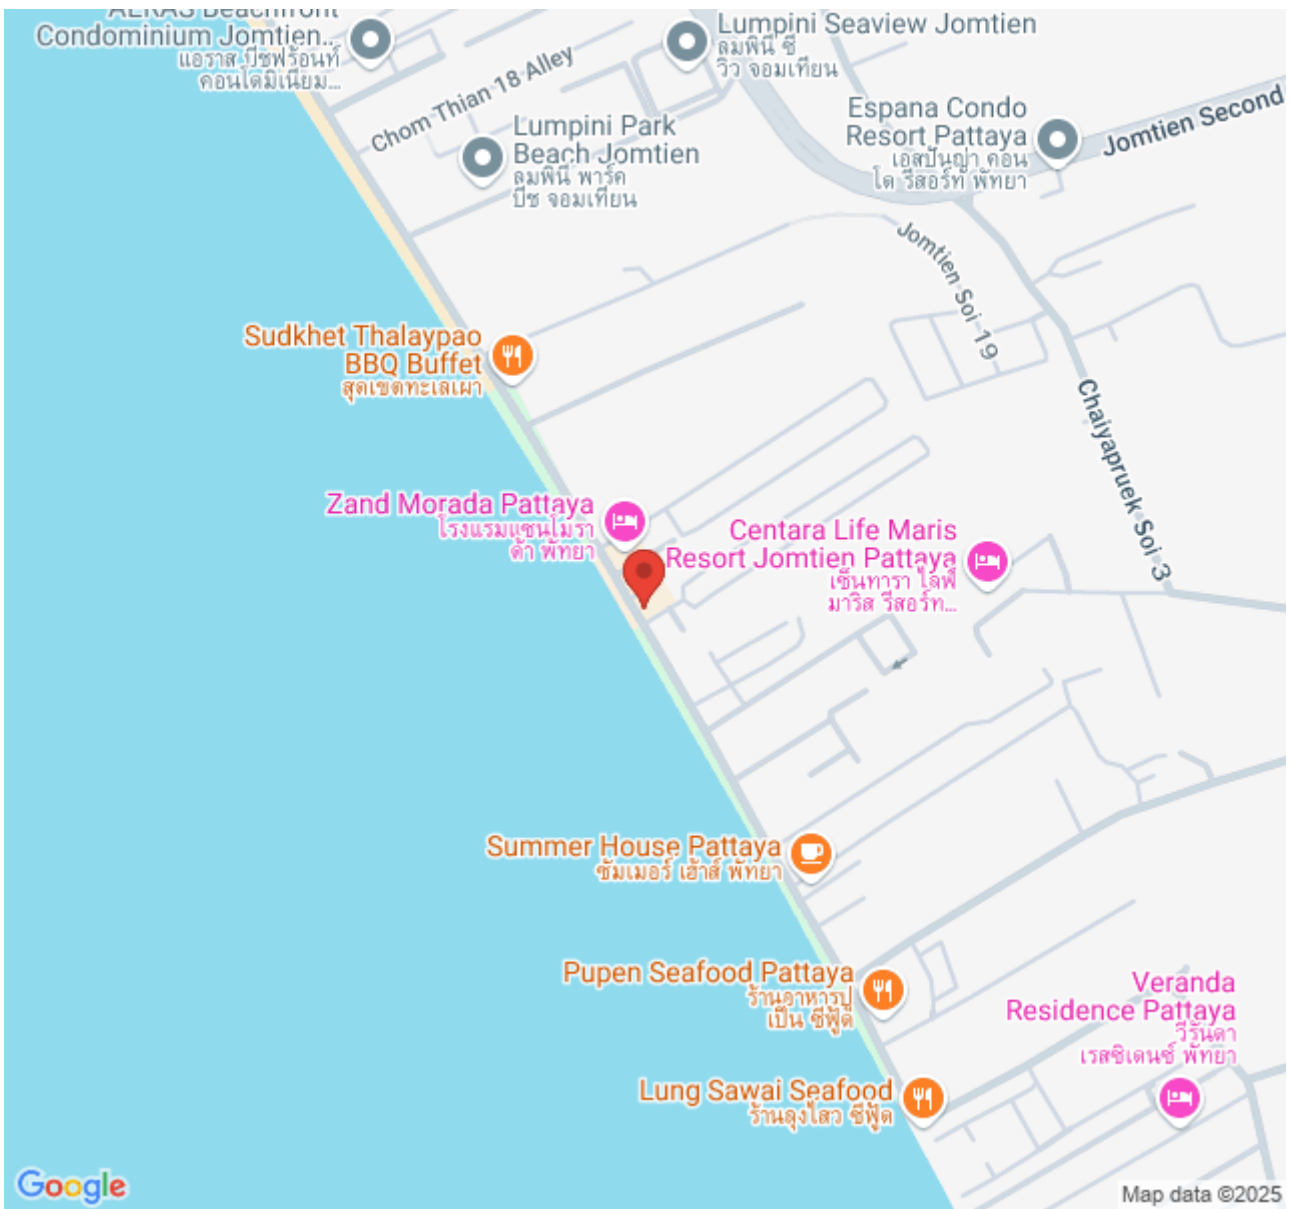 AERAS Beachfront
Condominium Jomtien...
แอราส บีชฟร้อนท์
คอนโดมิเนียม...
Chom Thian 18 Alley
Lumpini Seaview Jomtien
ลุมพินี ซี
วิว จอมเทียน
Lumpini Park
Beach Jomtien
ลุมพินี พาร์ค
บีช จอมเทียน
Espana Condo
Resort Pattaya
เอสปันญ่า คอน
โด รีสอร์ท พัทยา
Jomtien Second
Jomtien Soi 19
Sudkhet Thalaypao
BBQ Buffet
สุดเขตทะเลเผา
Chaiyapruek Soi 3
Zand Morada Pattaya
โรงแรมแซนโมรา
ด้า พัทยา
Centara Life Maris
Resort Jomtien Pattaya
เซ็นทารา ไลฟ์
มาริส รีสอร์ท...
Summer House Pattaya
ซัมเมอร์ เฮ้าส์ พัทยา
Pupen Seafood Pattaya
ร้านอาหารปู
เป็น ซีฟู้ด
Veranda
Residence Pattaya
วีรันดา
เรสซิเดนซ์ พัทยา
Lung Sawai Seafood
ร้านลุงไสว ซีฟู้ด
Google
Map data ©2025